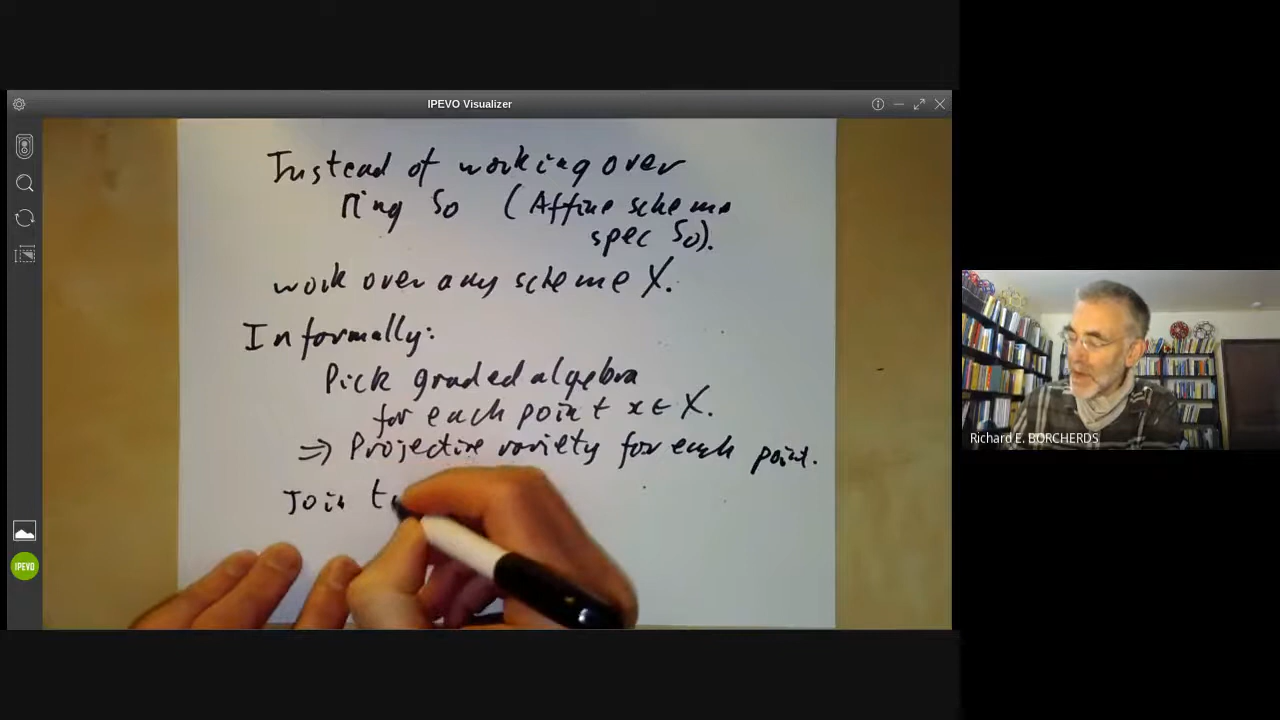 IPEVO Visualizer
Instead of working over
ring S0 (Affine scheme
spec S0).
work over any scheme X.
Informally:
Pick graded algebra
for each point x ∈ X.
⇒ Projective variety for each point.
Join
IPEVO
Richard E. BORCHERDS